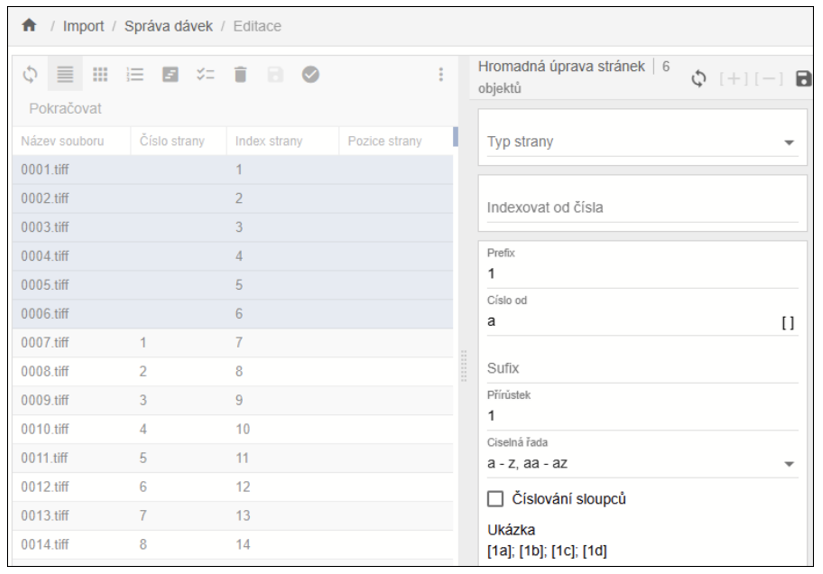 / Import / Správa dávek / Editace
Pokračovat
Název souboru Číslo strany Index strany Pozice strany
0001.tiff 1
0002.tiff 2
0003.tiff 3
0004.tiff 4
0005.tiff 5
0006.tiff 6
0007.tiff 1 7
0008.tiff 2 8
0009.tiff 3 9
0010.tiff 4 10
0011.tiff 5 11
0012.tiff 6 12
0013.tiff 7 13
0014.tiff 8 14
Hromadná úprava stránek | 6
objektů
[+] [−]
Typ strany
Indexovat od čísla
Prefix
1
Číslo od
a [ ]
Sufix
Přírůstek
1
Ciselná řada
a - z, aa - az
Číslování sloupců
Ukázka
[1a]; [1b]; [1c]; [1d]